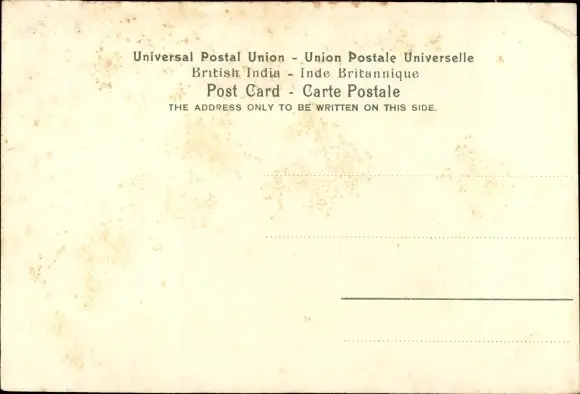 Universal Postal Union - Union Postale Universelle
British India - Inde Britannique
Post Card - Carte Postale
THE ADDRESS ONLY TO BE WRITTEN ON THIS SIDE.